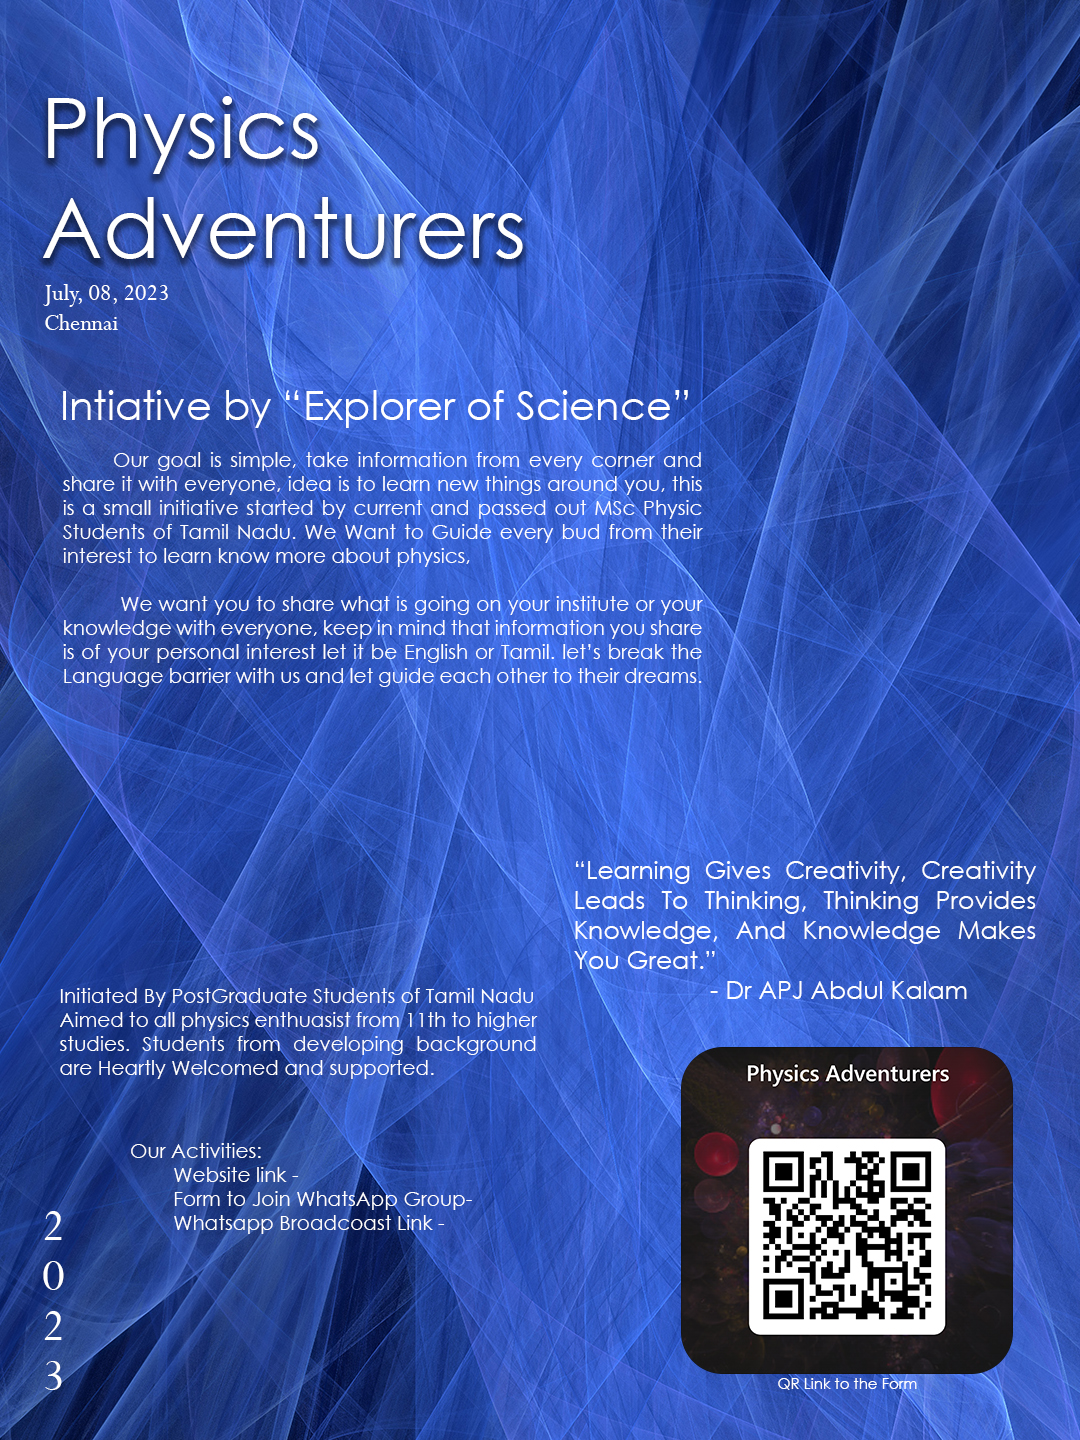 Physics
Adventurers
July, 08, 2023
Chennai
Intiative by “Explorer of Science”
Our goal is simple, take information from every corner and
share it with everyone, idea is to learn new things around you, this
is a small initiative started by current and passed out MSc Physic
Students of Tamil Nadu. We Want to Guide every bud from their
interest to learn know more about physics,
We want you to share what is going on your institute or your
knowledge with everyone, keep in mind that information you share
is of your personal interest let it be English or Tamil. let’s break the
Language barrier with us and let guide each other to their dreams.
“Learning Gives Creativity, Creativity
Leads To Thinking, Thinking Provides
Knowledge, And Knowledge Makes
You Great.”
- Dr APJ Abdul Kalam
Initiated By PostGraduate Students of Tamil Nadu
Aimed to all physics enthuasist from 11th to higher
studies. Students from developing background
are Heartly Welcomed and supported.
Our Activities:
Website link -
Form to Join WhatsApp Group-
Whatsapp Broadcoast Link -
2
0
2
3
Physics Adventurers
QR Link to the Form